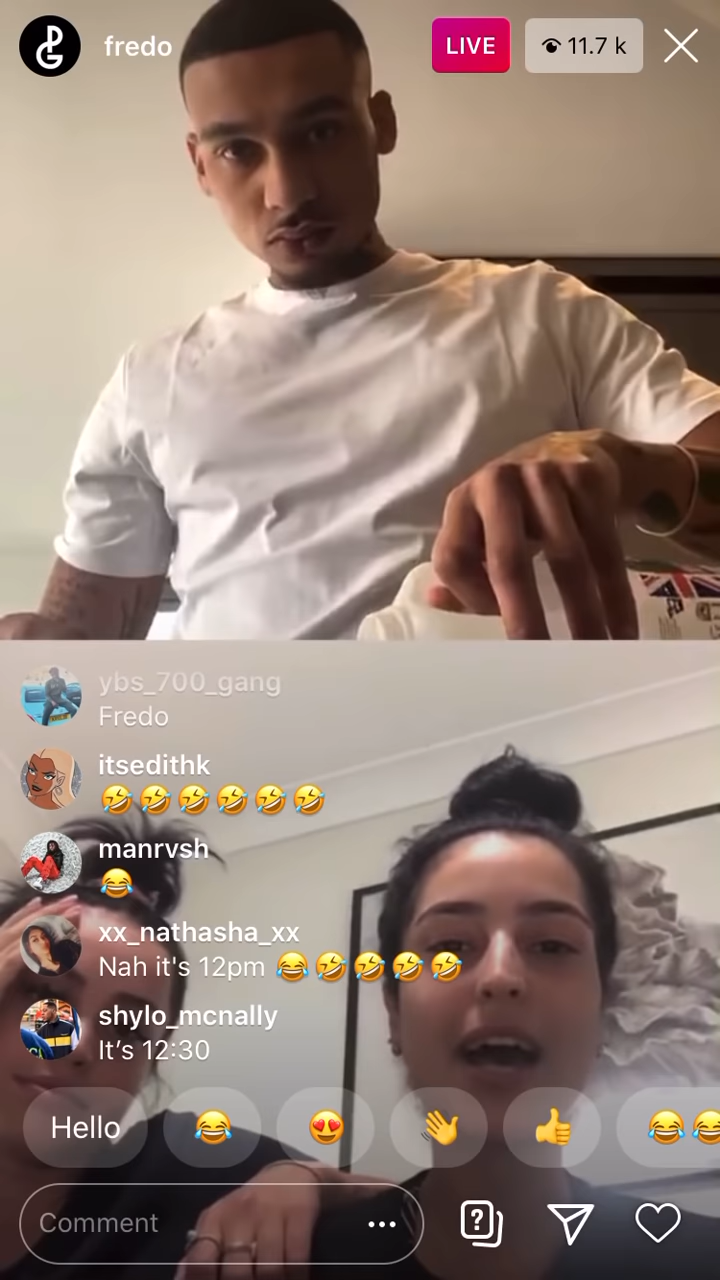 fredo
LIVE
11.7 k
ybs_700_gang
Fredo
itsedithk
🤣🤣🤣🤣🤣🤣
manrvsh
😂
xx_nathasha_xx
Nah it's 12pm 😂🤣🤣🤣🤣
shylo_mcnally
It’s 12:30
Hello 😂 😍 👋 👍 😂😂
Comment